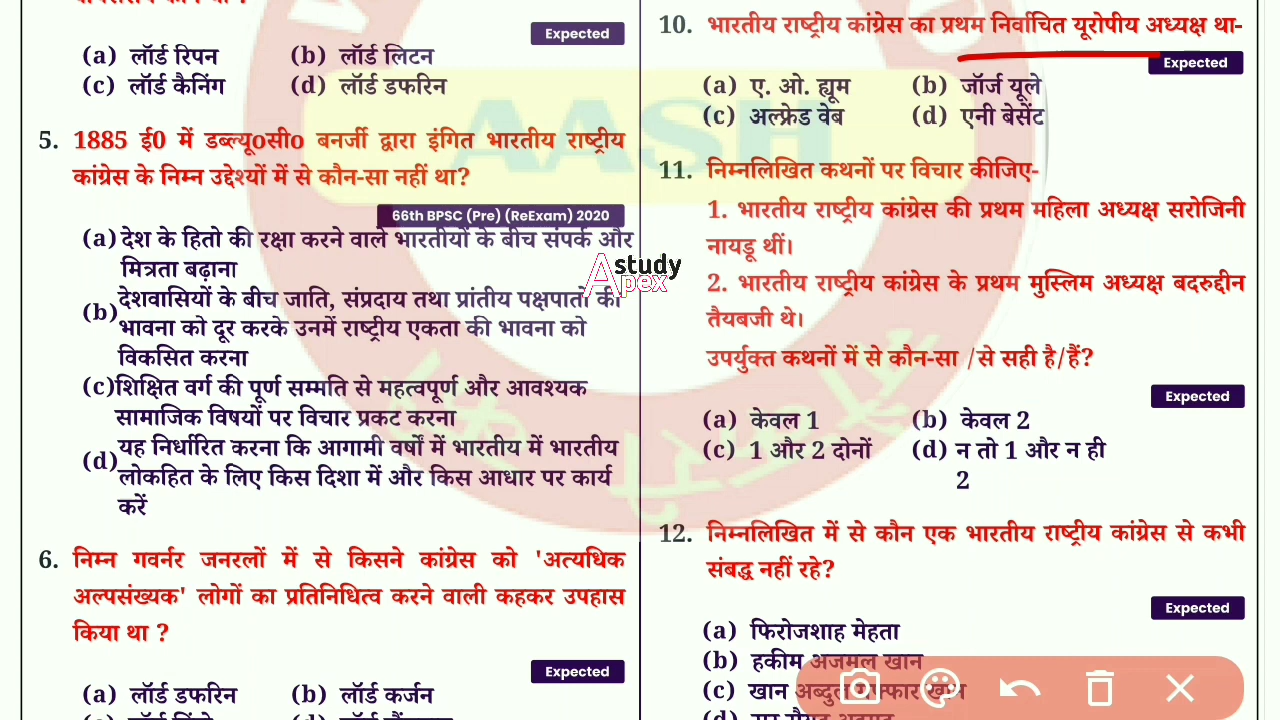 Expected
(a) लॉर्ड रिपन (b) लॉर्ड लिटन
(c) लॉर्ड कैनिंग (d) लॉर्ड डफरिन
5. 1885 ई0 में डब्ल्यू0सी0 बनर्जी द्वारा इंगित भारतीय राष्ट्रीय
कांग्रेस के निम्न उद्देश्यों में से कौन-सा नहीं था?
66th BPSC (Pre) (ReExam) 2020
(a) देश के हितो की रक्षा करने वाले भारतीयों के बीच संपर्क और
मित्रता बढ़ाना
(b) देशवासियों के बीच जाति, संप्रदाय तथा प्रांतीय पक्षपातों की
भावना को दूर करके उनमें राष्ट्रीय एकता की भावना को
विकसित करना
(c) शिक्षित वर्ग की पूर्ण सम्मति से महत्वपूर्ण और आवश्यक
सामाजिक विषयों पर विचार प्रकट करना
(d) यह निर्धारित करना कि आगामी वर्षों में भारतीय में भारतीय
लोकहित के लिए किस दिशा में और किस आधार पर कार्य
करें
6. निम्न गवर्नर जनरलों में से किसने कांग्रेस को 'अत्यधिक
अल्पसंख्यक' लोगों का प्रतिनिधित्व करने वाली कहकर उपहास
किया था ?
Expected
(a) लॉर्ड डफरिन (b) लॉर्ड कर्जन
10. भारतीय राष्ट्रीय कांग्रेस का प्रथम निर्वाचित यूरोपीय अध्यक्ष था-
Expected
(a) ए. ओ. ह्यूम (b) जॉर्ज यूले
(c) अल्फ्रेड वेब (d) एनी बेसेंट
11. निम्नलिखित कथनों पर विचार कीजिए-
1. भारतीय राष्ट्रीय कांग्रेस की प्रथम महिला अध्यक्ष सरोजिनी
नायडू थीं।
2. भारतीय राष्ट्रीय कांग्रेस के प्रथम मुस्लिम अध्यक्ष बदरुद्दीन
तैयबजी थे।
उपर्युक्त कथनों में से कौन-सा /से सही है/हैं?
Expected
(a) केवल 1 (b) केवल 2
(c) 1 और 2 दोनों (d) न तो 1 और न ही
2
12. निम्नलिखित में से कौन एक भारतीय राष्ट्रीय कांग्रेस से कभी
संबद्ध नहीं रहे?
Expected
(a) फिरोजशाह मेहता
(b) हकीम अजमल खान
(c) खान अब्दुल गफ्फार खान
(d)
study
Apex
AASH